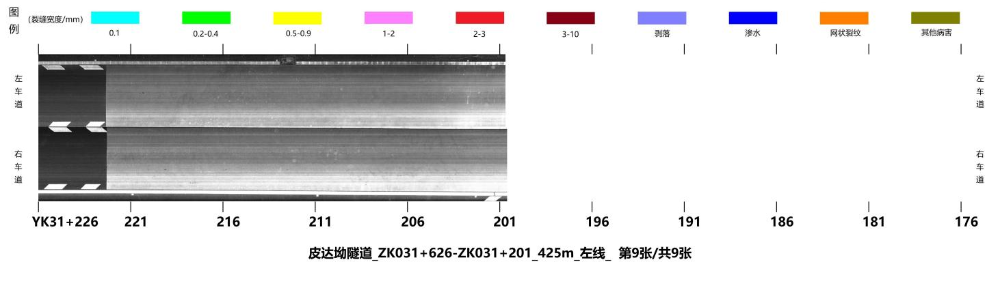 图例
(裂缝宽度/mm)
0.1
0.2-0.4
0.5-0.9
1-2
2-3
3-10
剥落
渗水
网状裂纹
其他病害
左车道
左车道
右车道
右车道
YK31+226 221 216 211 206 201 196 191 186 181 176
皮达坳隧道_ZK031+626-ZK031+201_425m_左线_ 第9张/共9张